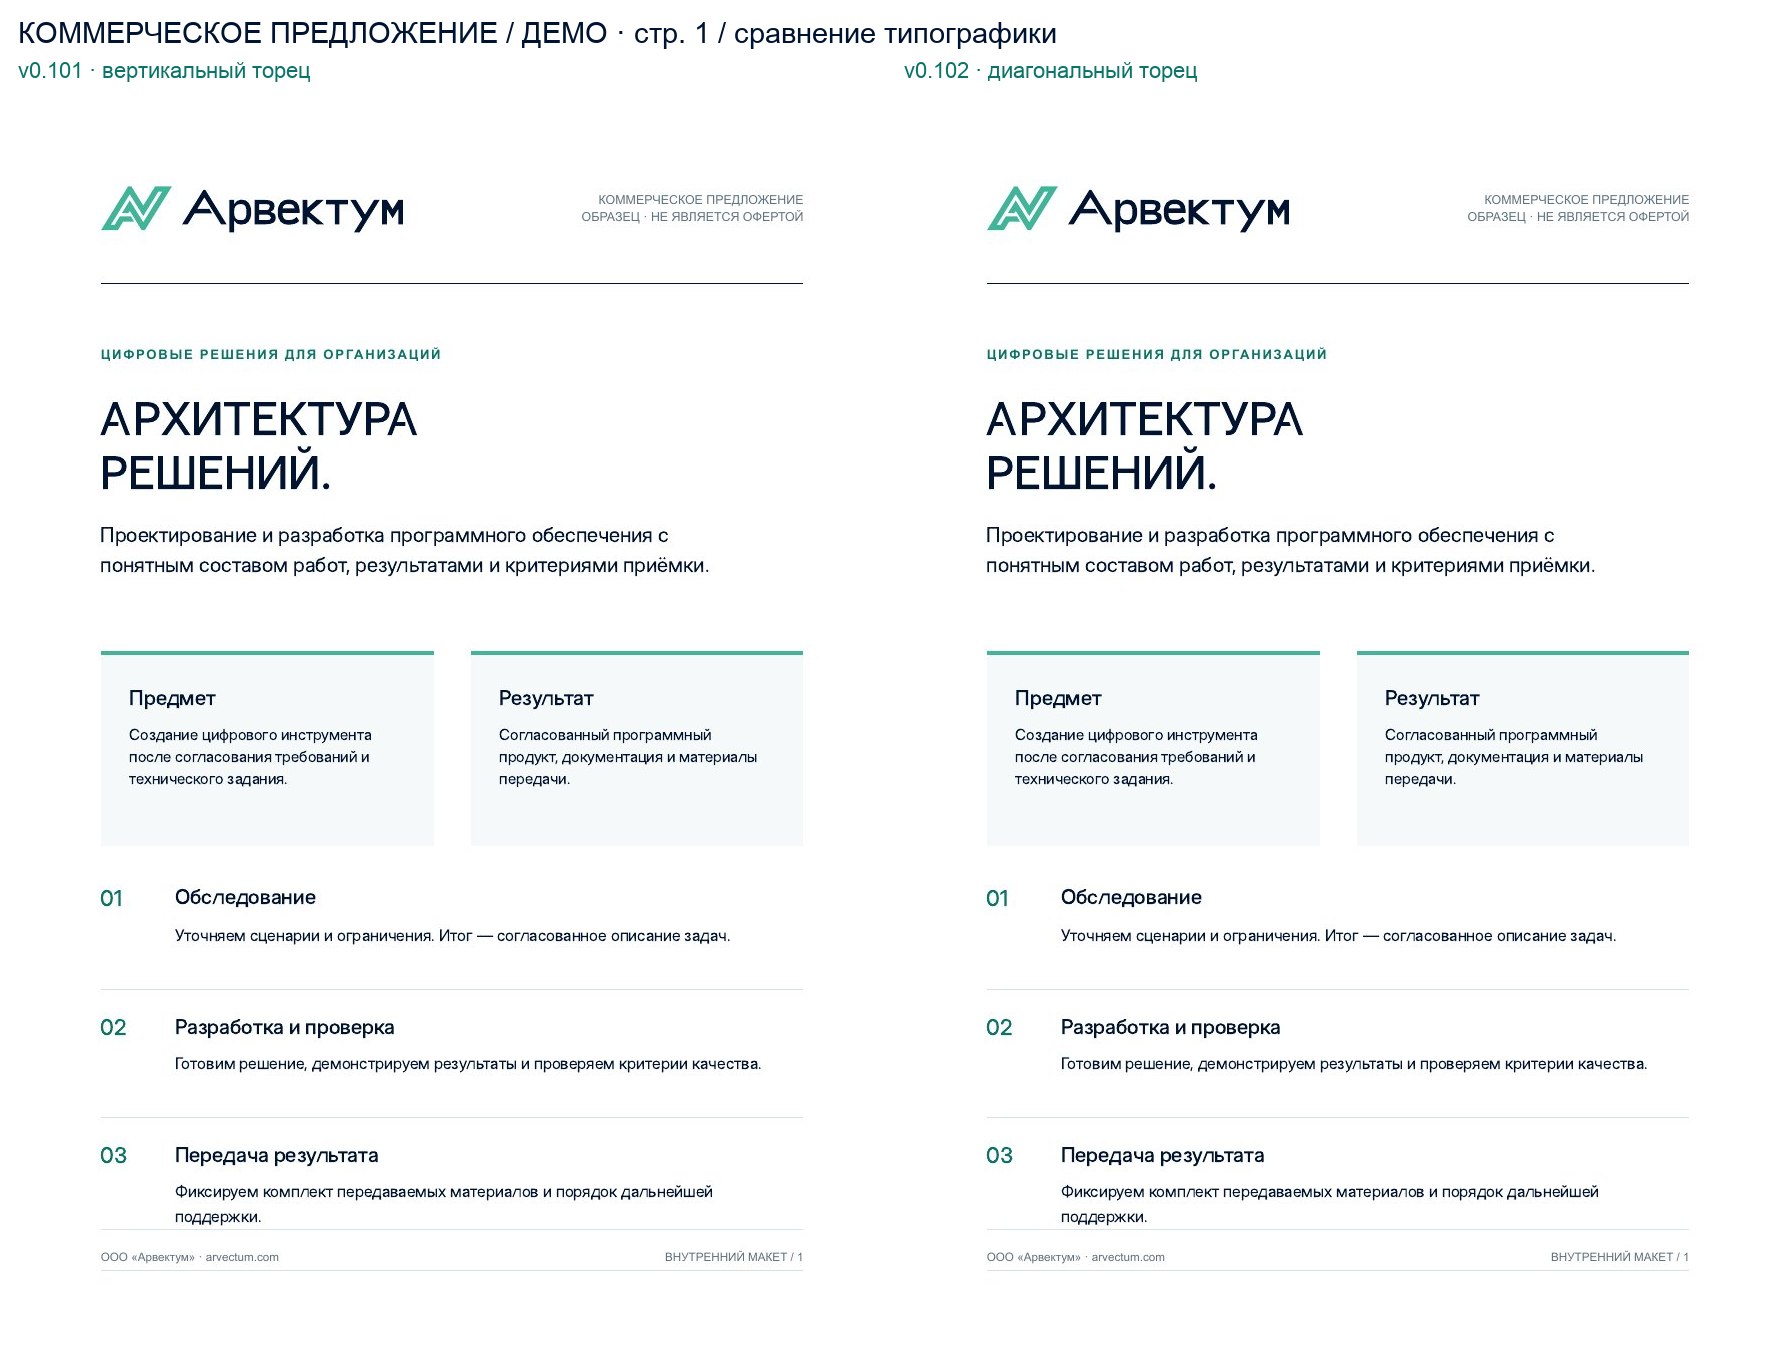 КОММЕРЧЕСКОЕ ПРЕДЛОЖЕНИЕ / ДЕМО · стр. 1 / сравнение типографики
v0.101 · вертикальный торец
Арвектум
КОММЕРЧЕСКОЕ ПРЕДЛОЖЕНИЕ
ОБРАЗЕЦ · НЕ ЯВЛЯЕТСЯ ОФЕРТОЙ
ЦИФРОВЫЕ РЕШЕНИЯ ДЛЯ ОРГАНИЗАЦИЙ
АРХИТЕКТУРА
РЕШЕНИЙ.
Проектирование и разработка программного обеспечения с
понятным составом работ, результатами и критериями приёмки.
Предмет
Создание цифрового инструмента
после согласования требований и
технического задания.
Результат
Согласованный программный
продукт, документация и материалы
передачи.
01 Обследование
Уточняем сценарии и ограничения. Итог — согласованное описание задач.
02 Разработка и проверка
Готовим решение, демонстрируем результаты и проверяем критерии качества.
03 Передача результата
Фиксируем комплект передаваемых материалов и порядок дальнейшей
поддержки.
ООО «Арвектум» · arvectum.com
ВНУТРЕННИЙ МАКЕТ / 1
v0.102 · диагональный торец
Арвектум
КОММЕРЧЕСКОЕ ПРЕДЛОЖЕНИЕ
ОБРАЗЕЦ · НЕ ЯВЛЯЕТСЯ ОФЕРТОЙ
ЦИФРОВЫЕ РЕШЕНИЯ ДЛЯ ОРГАНИЗАЦИЙ
АРХИТЕКТУРА
РЕШЕНИЙ.
Проектирование и разработка программного обеспечения с
понятным составом работ, результатами и критериями приёмки.
Предмет
Создание цифрового инструмента
после согласования требований и
технического задания.
Результат
Согласованный программный
продукт, документация и материалы
передачи.
01 Обследование
Уточняем сценарии и ограничения. Итог — согласованное описание задач.
02 Разработка и проверка
Готовим решение, демонстрируем результаты и проверяем критерии качества.
03 Передача результата
Фиксируем комплект передаваемых материалов и порядок дальнейшей
поддержки.
ООО «Арвектум» · arvectum.com
ВНУТРЕННИЙ МАКЕТ / 1